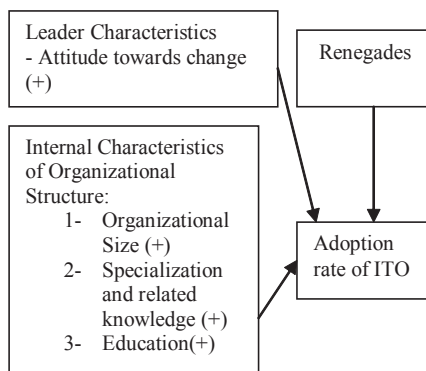 Leader Characteristics
- Attitude towards change
(+)
Renegades
Internal Characteristics
of Organizational
Structure:
1- Organizational
Size (+)
2- Specialization
and related
knowledge (+)
3- Education(+)
Adoption
rate of ITO